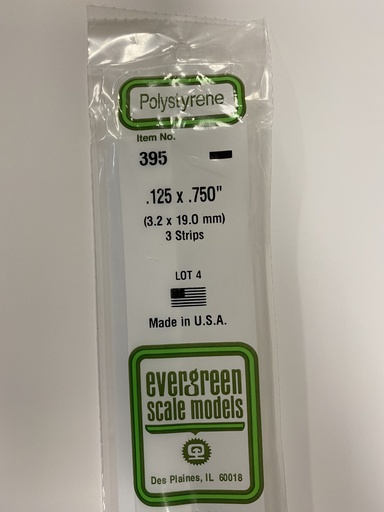 Polystyrene
Item No.
395
.125 x .750"
(3.2 x 19.0 mm)
3 Strips
LOT 4
Made in U.S.A.
evergreen
scale models
Des Plaines, IL 60018